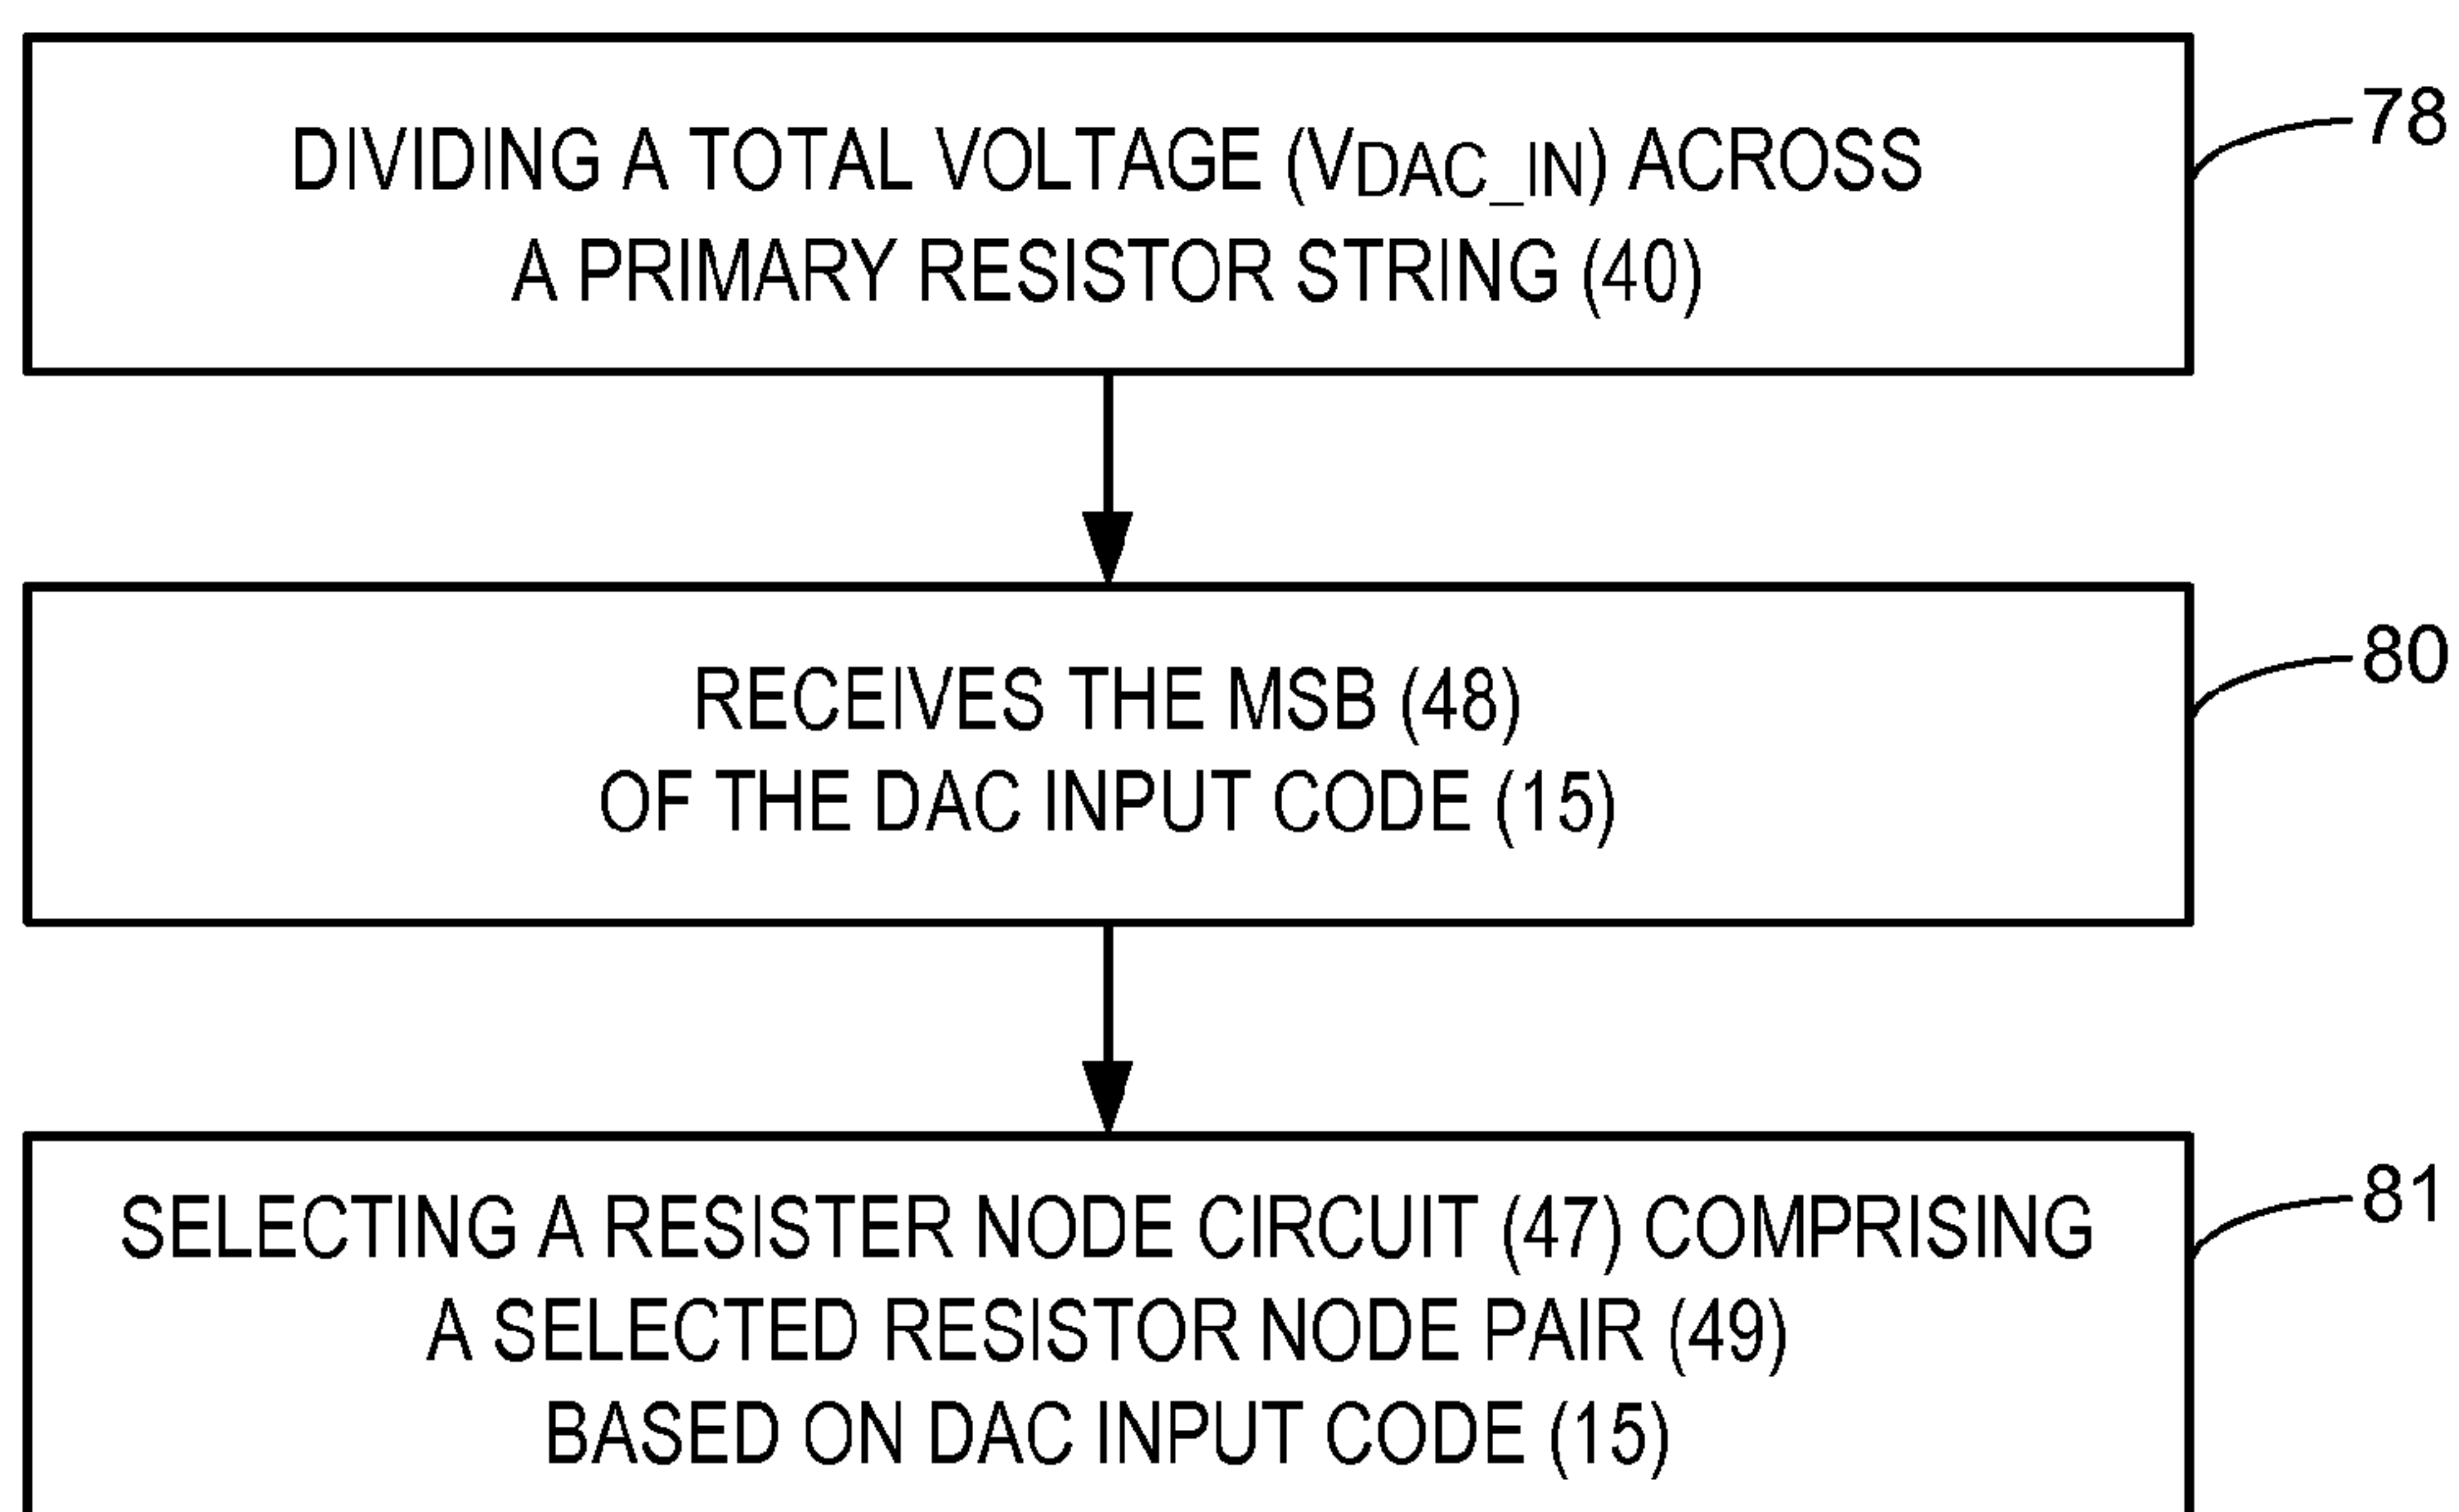 DIVIDING A TOTAL VOLTAGE (VDAC_IN) ACROSS
A PRIMARY RESISTOR STRING (40)
78
RECEIVES THE MSB (48)
OF THE DAC INPUT CODE (15)
80
SELECTING A RESISTER NODE CIRCUIT (47) COMPRISING
A SELECTED RESISTOR NODE PAIR (49)
BASED ON DAC INPUT CODE (15)
81